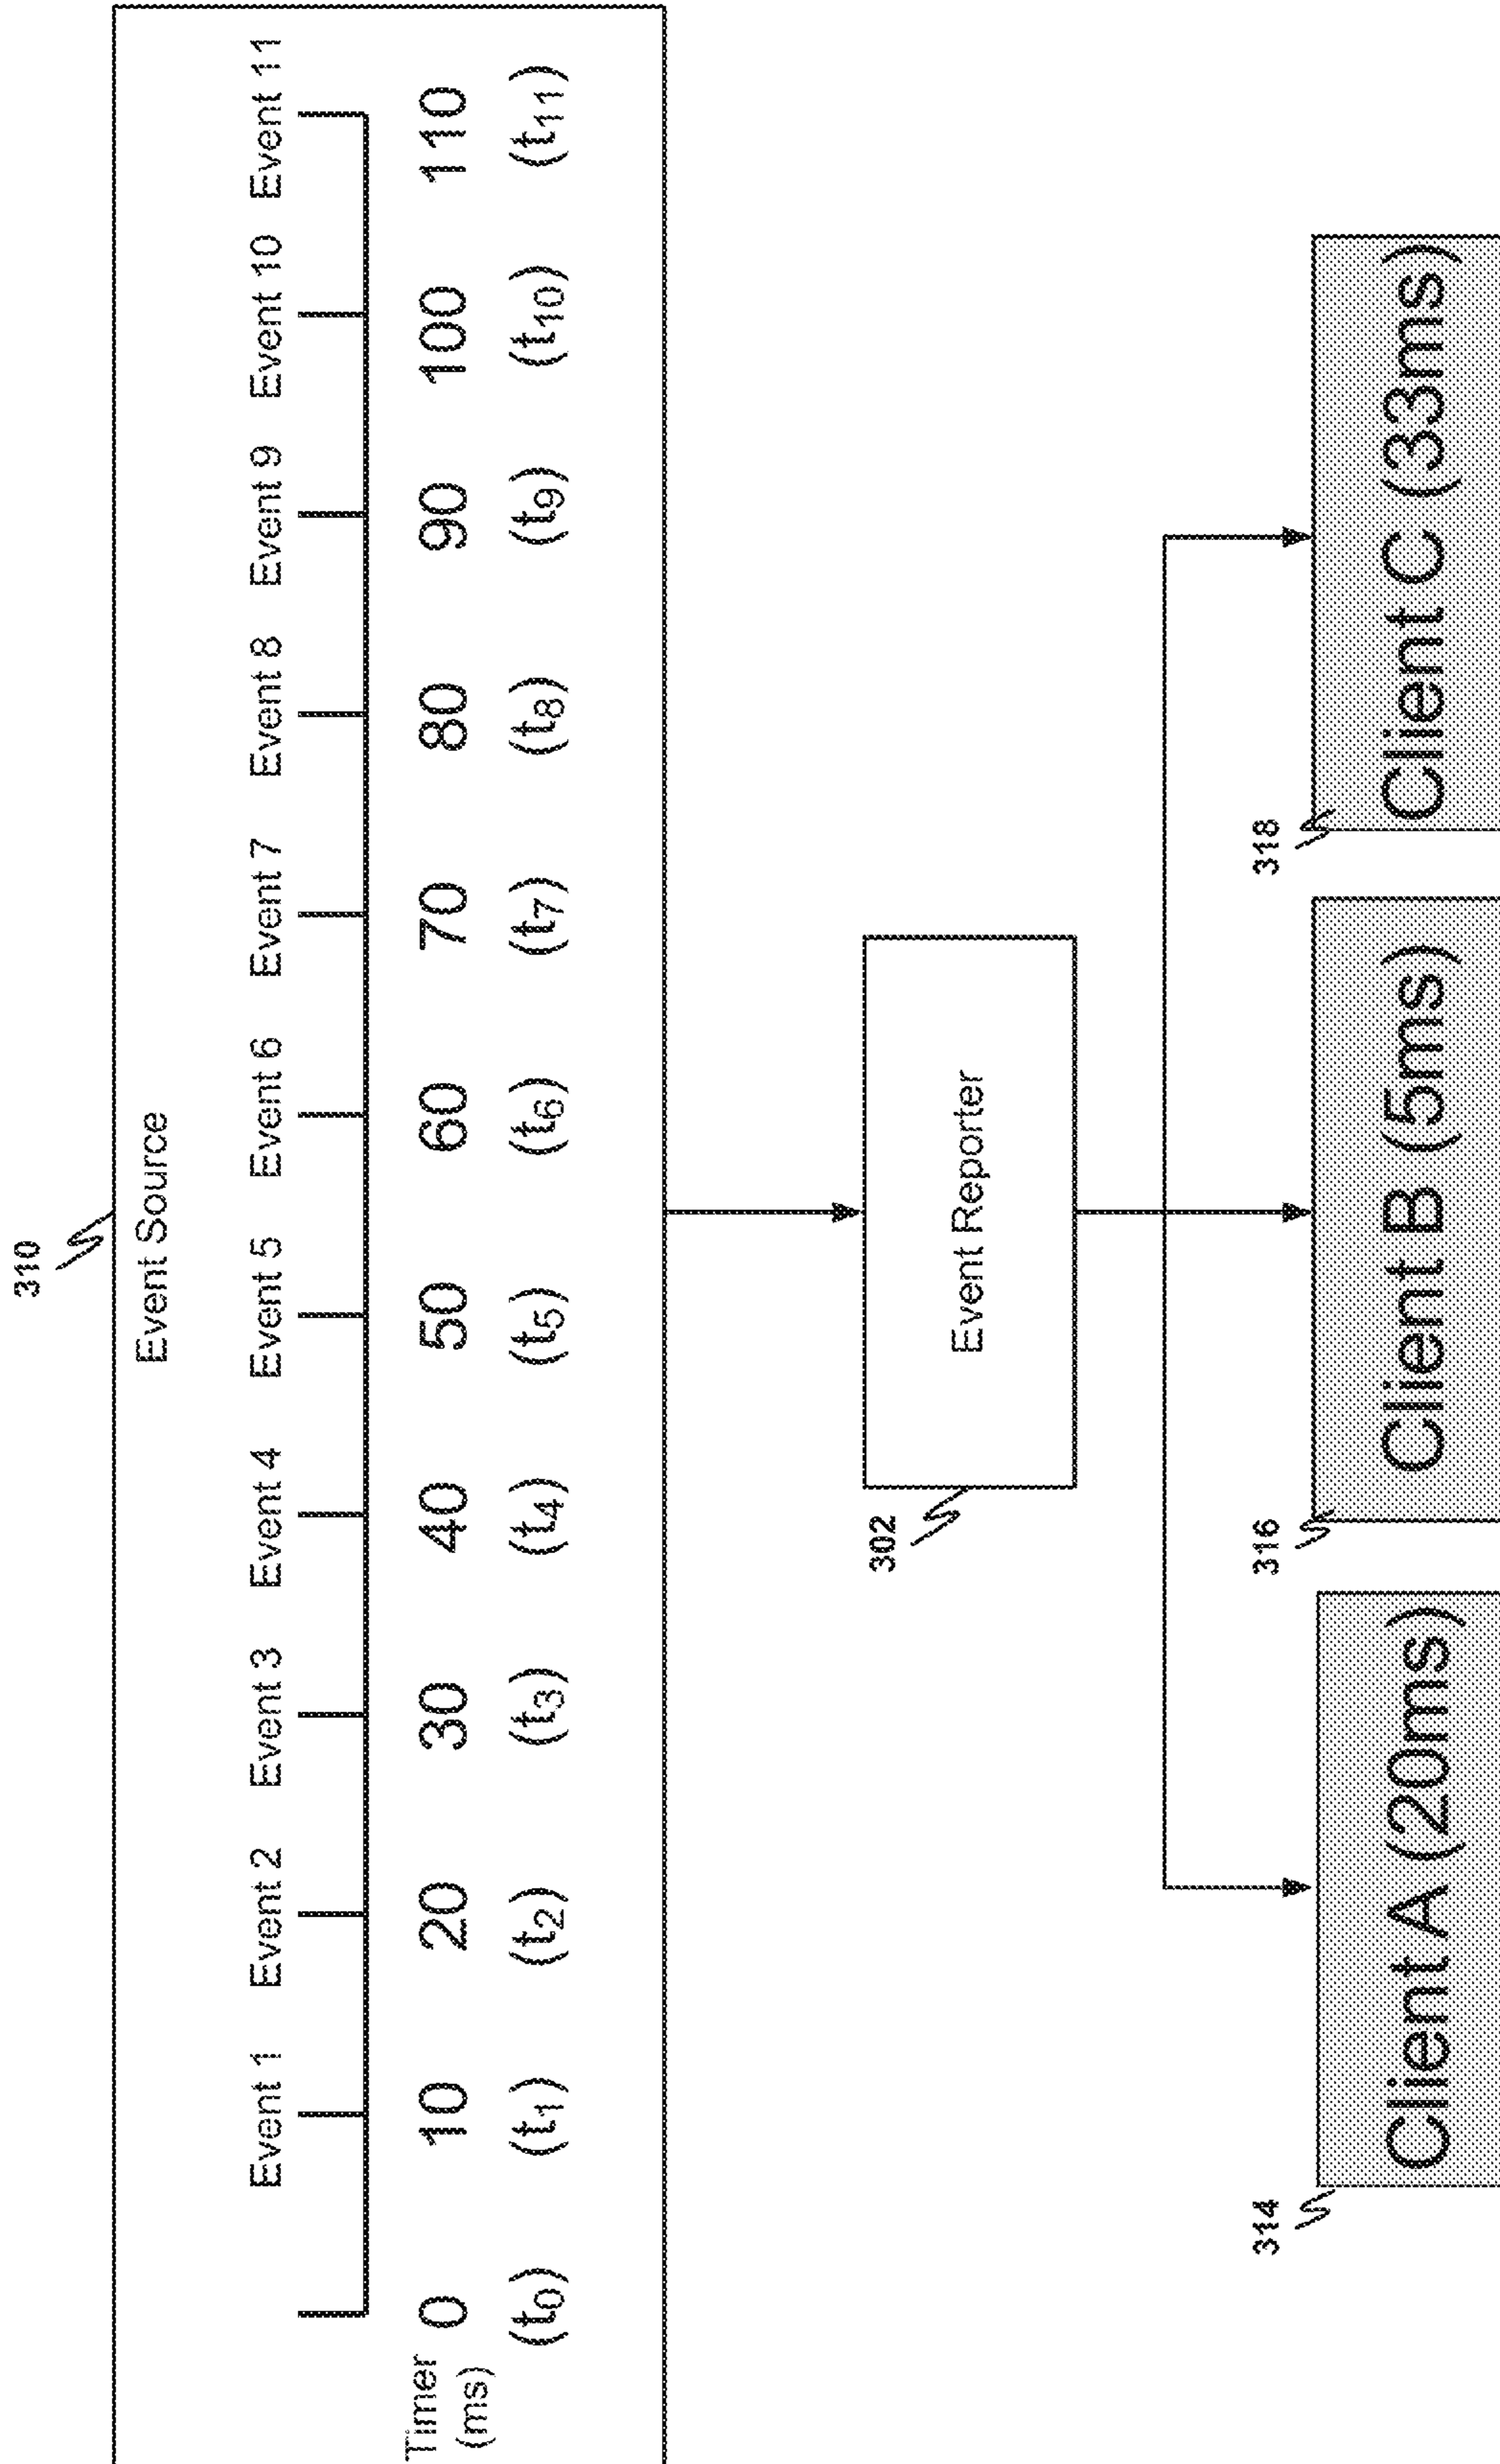 310
Event Source
Event 1 Event 2 Event 3 Event 4 Event 5 Event 6 Event 7 Event 8 Event 9 Event 10 Event 11
Timer 0 10 20 30 40 50 60 70 80 90 100 110
(ms) (t0) (t1) (t2) (t3) (t4) (t5) (t6) (t7) (t8) (t9) (t10) (t11)
302
Event Reporter
314
316
318
Client A (20ms)
Client B (5ms)
Client C (33ms)